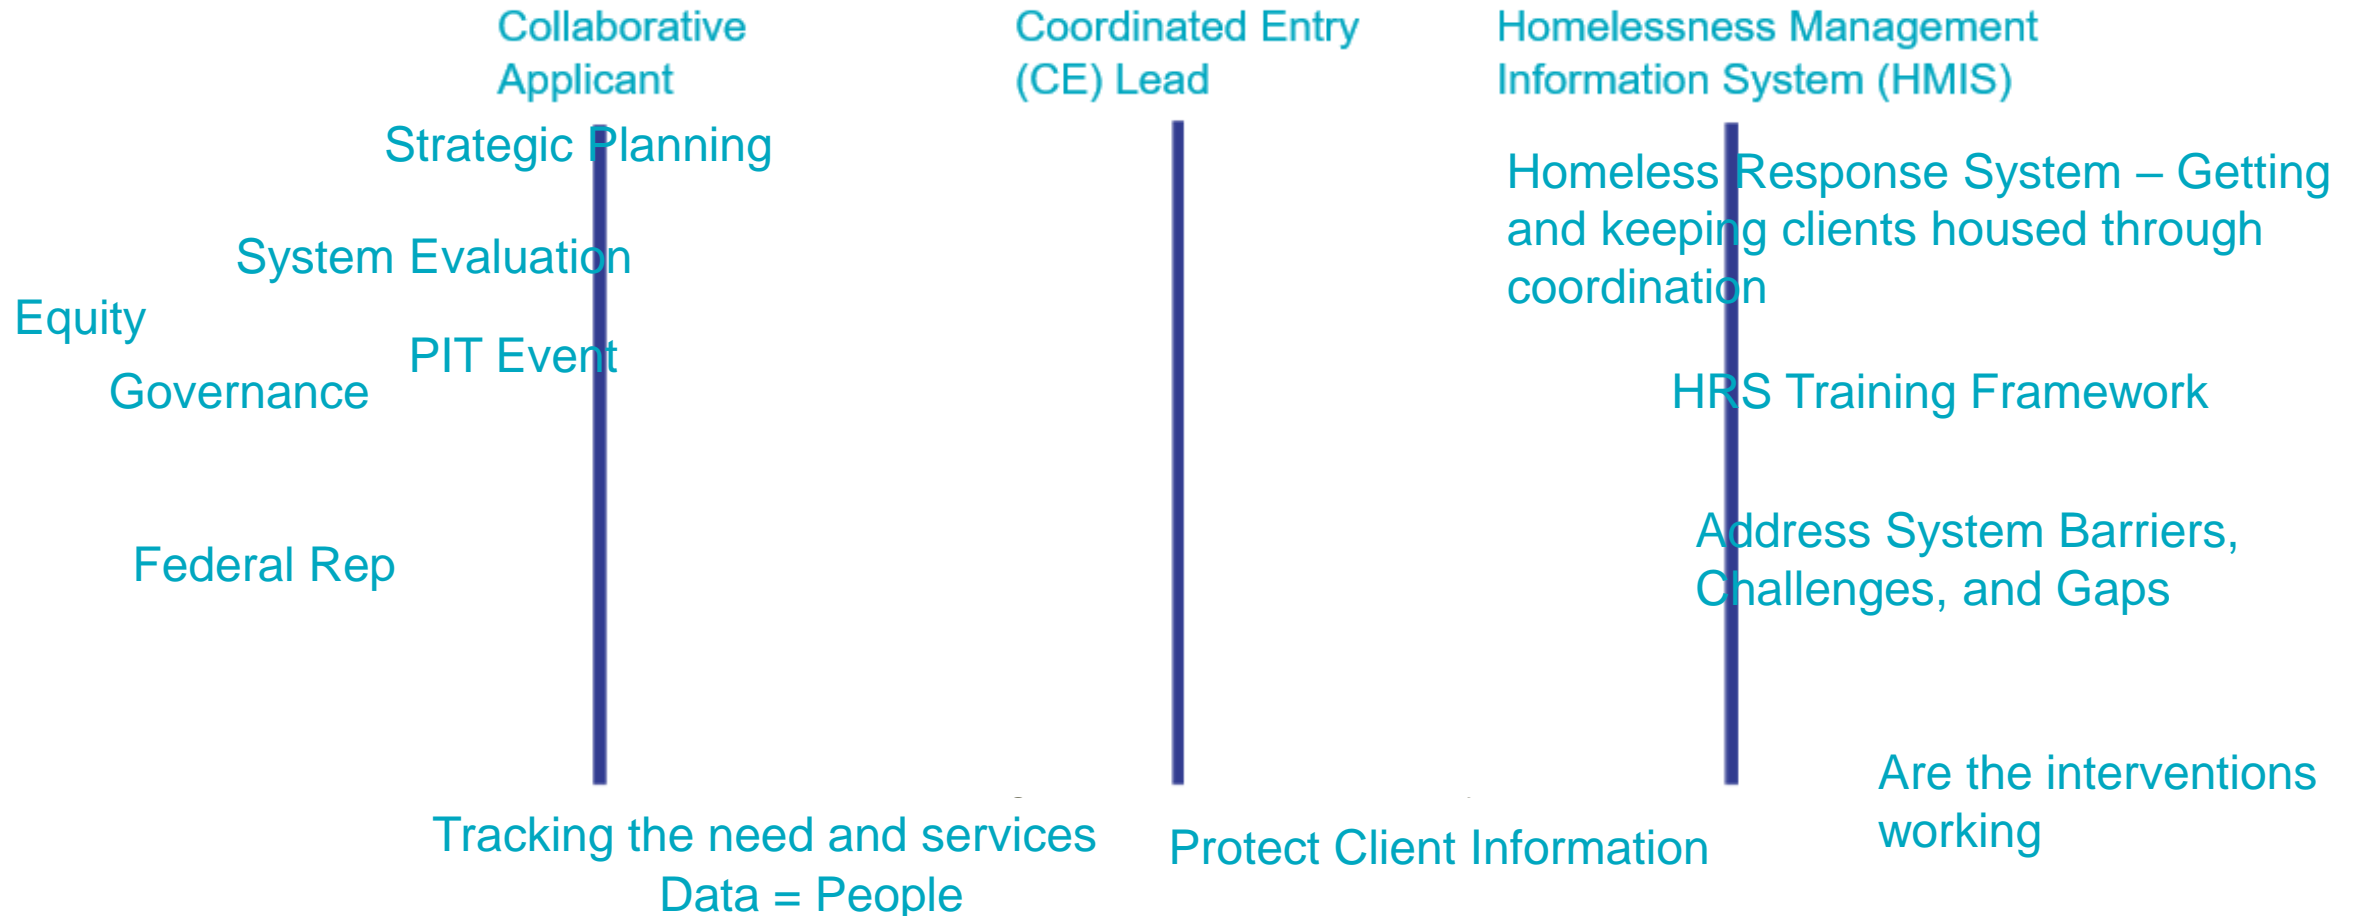 Collaborative
Applicant
Coordinated Entry
(CE) Lead
Homelessness Management
Information System (HMIS)
Strategic Planning
System Evaluation
Equity
PIT Event
Governance
Federal Rep
Homeless Response System – Getting
and keeping clients housed through
coordination
HRS Training Framework
Address System Barriers,
Challenges, and Gaps
Are the interventions
working
Tracking the need and services
Data = People
Protect Client Information